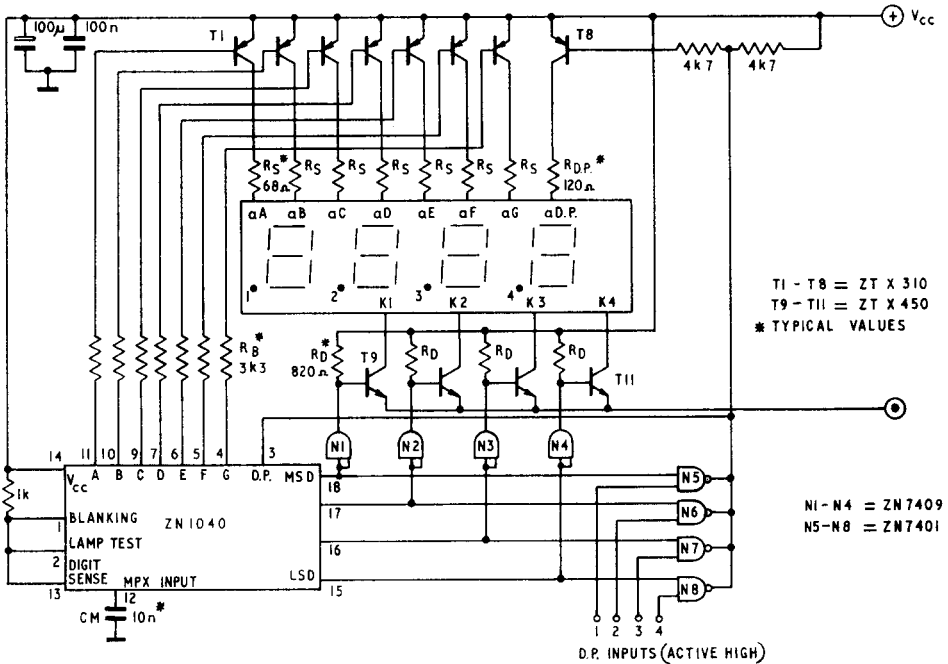 100µ 100n
V CC
T1
T8
4k7 4k7
RS* RS RS RS RS RS RS RD.P.*
68Ω 120Ω
aA aB aC aD aE aF aG aD.P.
1 2 3 4
K1 K2 K3 K4
T1 - T8 = ZT X 310
T9 - T11 = ZT X 450
* TYPICAL VALUES
RB*
3k3
RD* RD RD RD
820Ω
T9
T11
N1 N2 N3 N4
14 11 10 9 7 6 5 4 3
VCC A B C D E F G D.P. MSD
18
1k
ZN1040
BLANKING
1
17
LAMP TEST
2
16
DIGIT
SENSE
13
MPX INPUT
12
LSD
15
CM 10n*
N5
N6
N7
N8
N1-N4 = ZN7409
N5-N8 = ZN7401
1 2 3 4
D.P. INPUTS (ACTIVE HIGH)